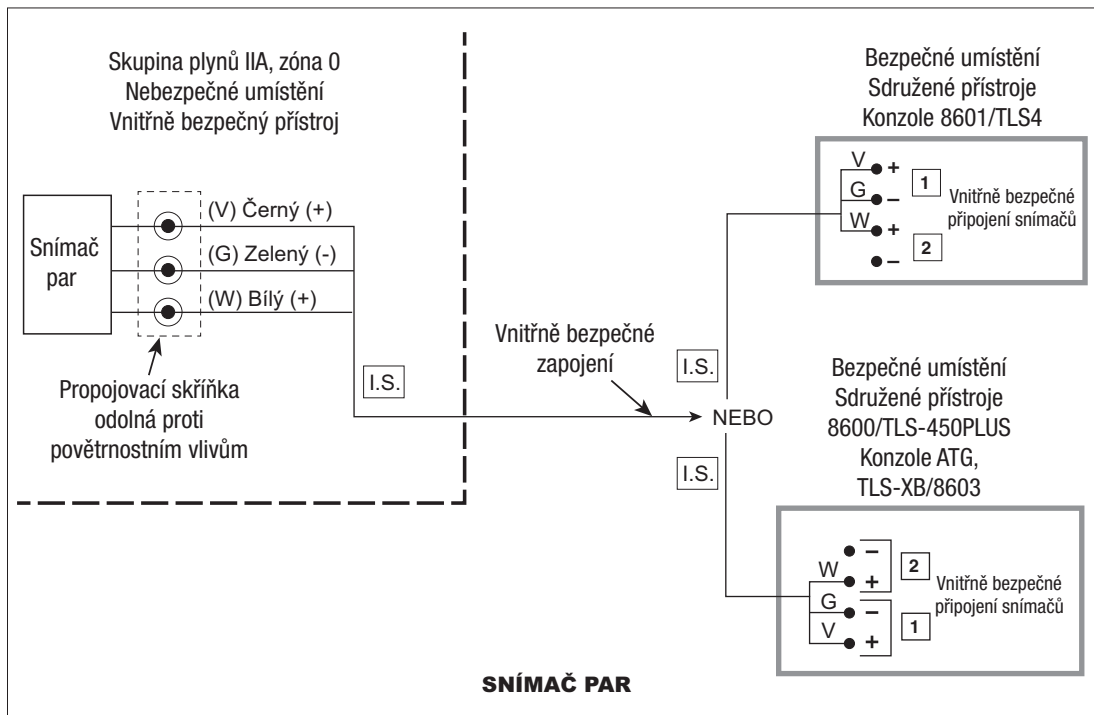 Skupina plynů IIA, zóna 0
Nebezpečné umístění
Vnitřně bezpečný přístroj
Snímač
par
(V) Černý (+)
(G) Zelený (-)
(W) Bílý (+)
Propojovací skříňka
odolná proti
povětrnostním vlivům
I.S.
Vnitřně bezpečné
zapojení
NEBO
I.S.
I.S.
Bezpečné umístění
Sdružené přístroje
Konzole 8601/TLS4
V +
G –
W +
–
1
2
Vnitřně bezpečné
připojení snímačů
Bezpečné umístění
Sdružené přístroje
8600/TLS-450PLUS
Konzole ATG,
TLS-XB/8603
–
W +
G –
V +
2
1
Vnitřně bezpečné
připojení snímačů
SNÍMAČ PAR